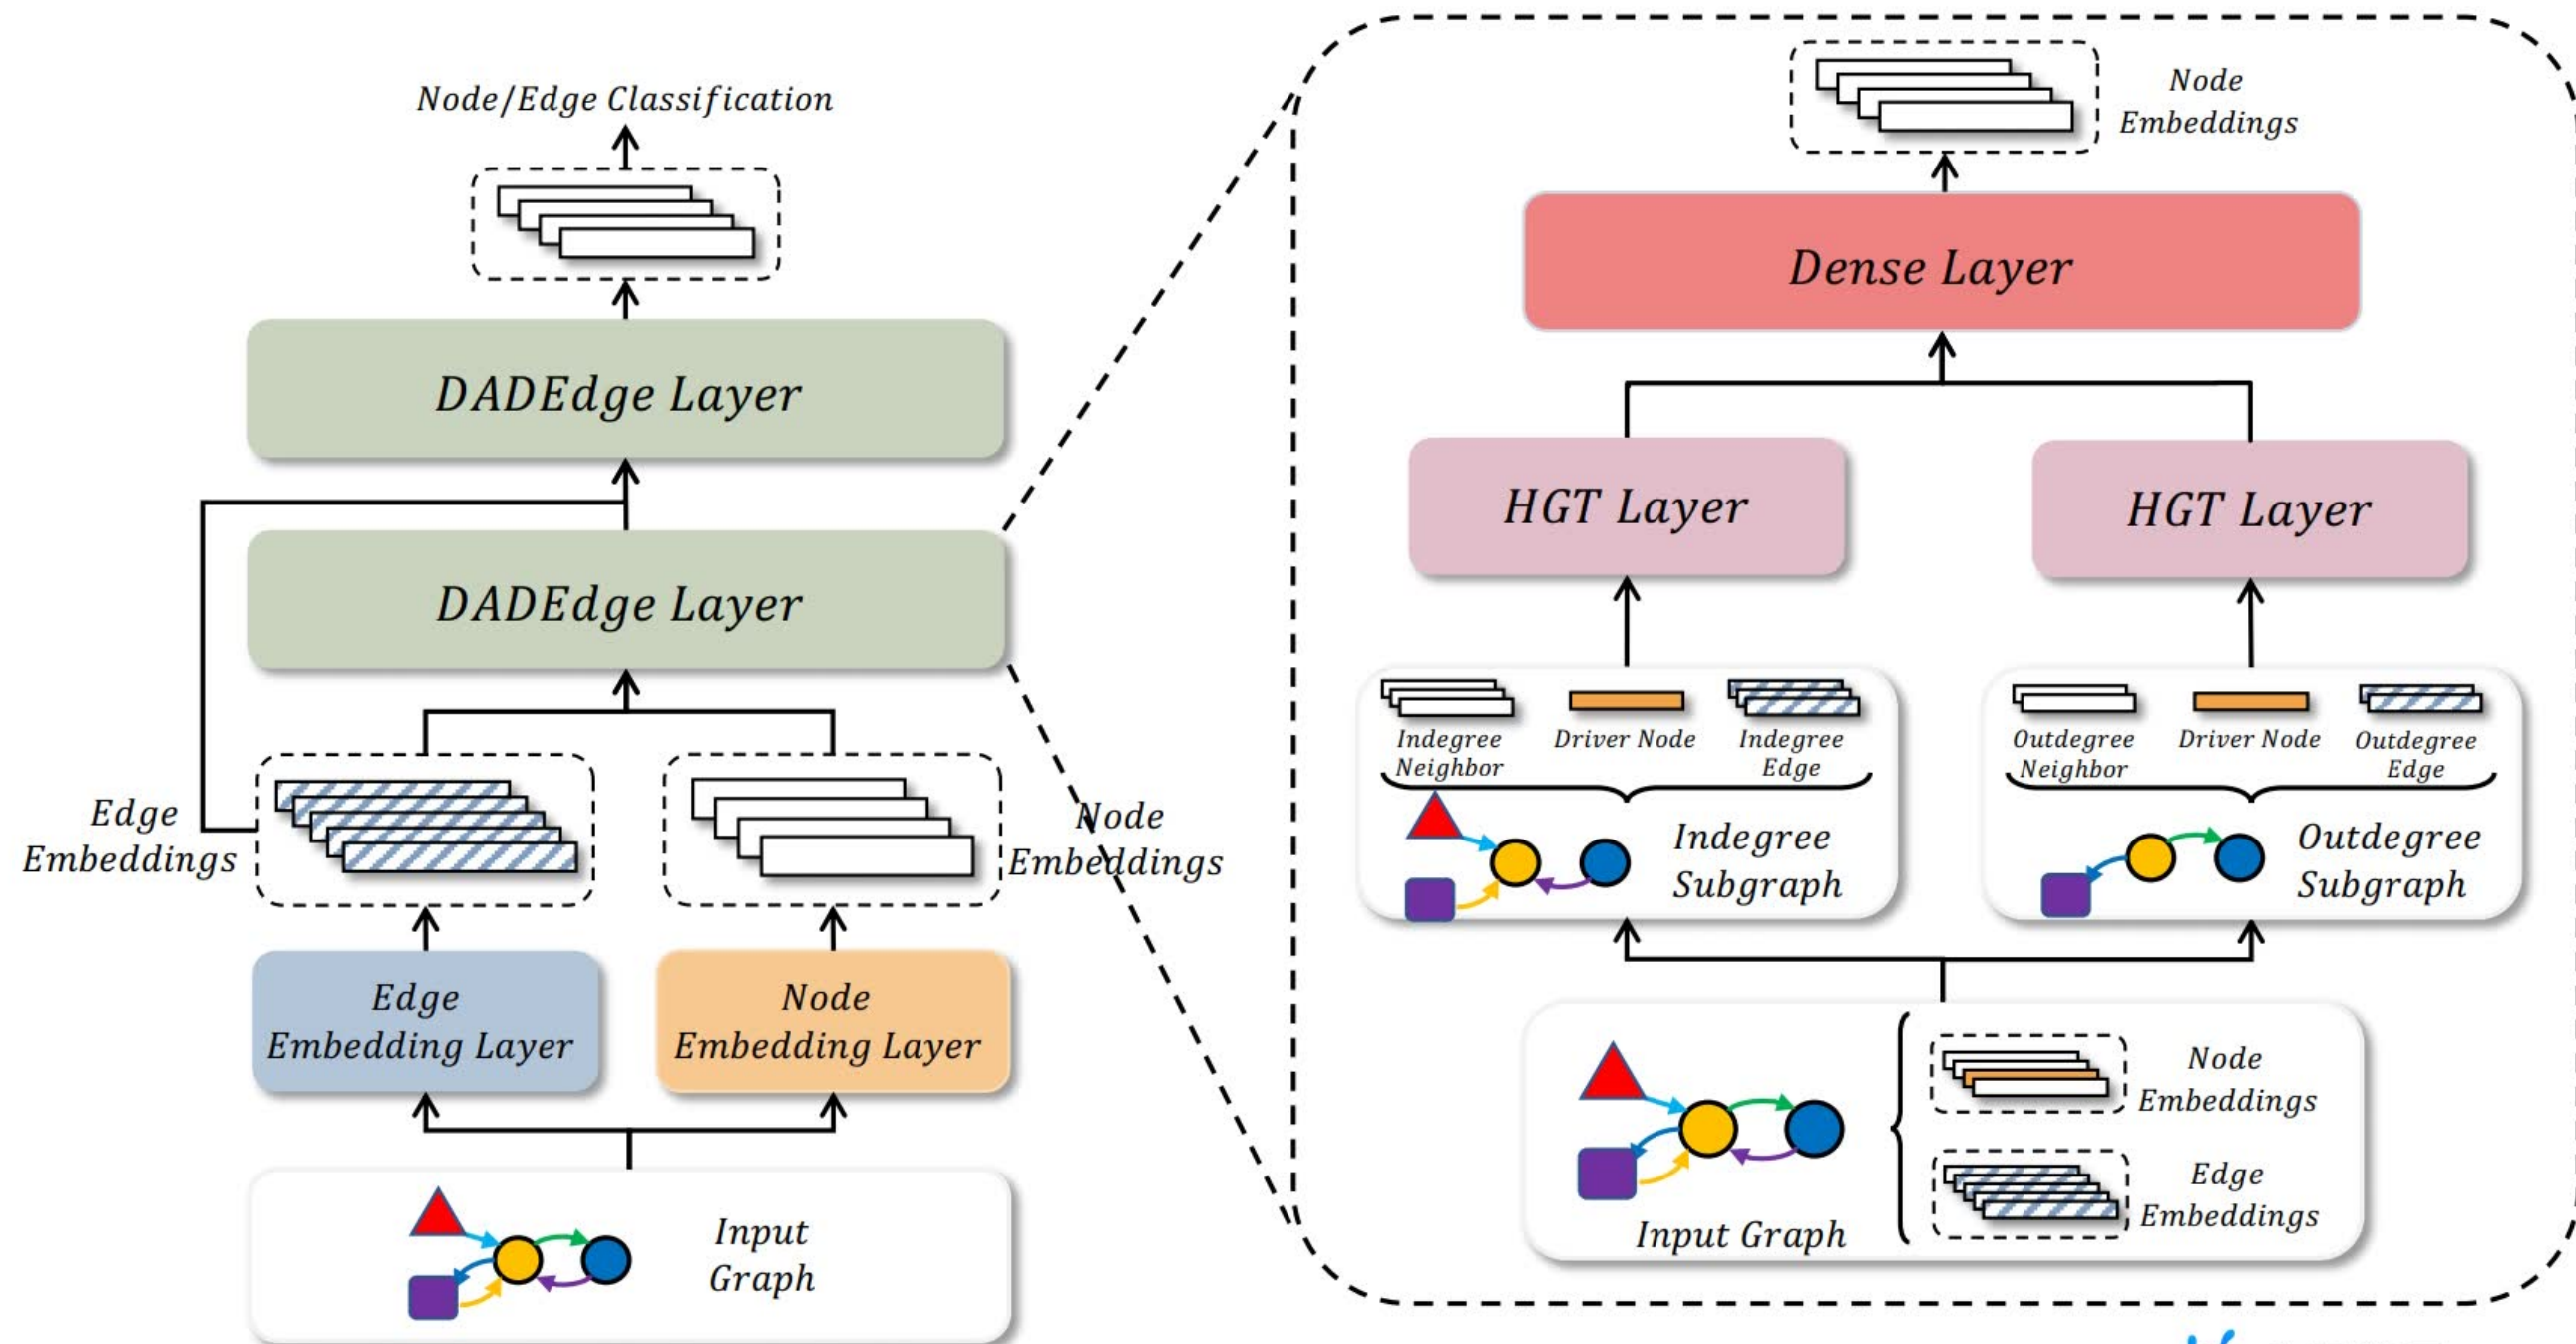 Node/Edge Classification
DADEdge Layer
DADEdge Layer
Edge
Embeddings
Node
Embeddings
Edge
Embedding Layer
Node
Embedding Layer
Input
Graph
Node
Embeddings
Dense Layer
HGT Layer
HGT Layer
Indegree
Neighbor
Driver Node
Indegree
Edge
Indegree
Subgraph
Outdegree
Neighbor
Driver Node
Outdegree
Edge
Outdegree
Subgraph
Input Graph
Node
Embeddings
Edge
Embeddings